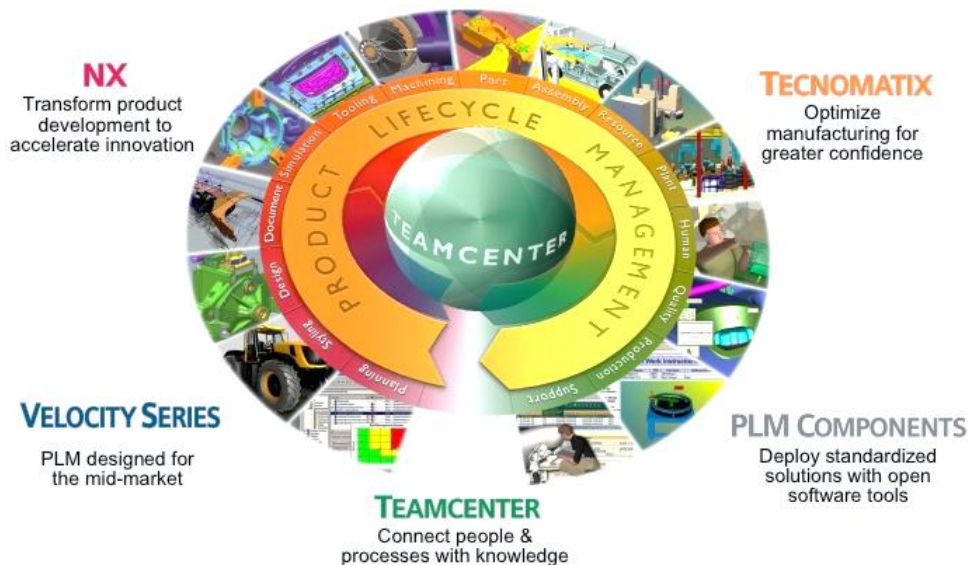 NX
Transform product
development to
accelerate innovation
TECNOMATIX
Optimize
manufacturing for
greater confidence
Planning
Styling
Design
Document
Simulation
Tooling
Machining
Part
Assembly
Resource
Plant
Human
Quality
Production
Support
PRODUCT LIFECYCLE MANAGEMENT
TEAMCENTER
VELOCITY SERIES
PLM designed for
the mid-market
PLM COMPONENTS
Deploy standardized
solutions with open
software tools
TEAMCENTER
Connect people &
processes with knowledge